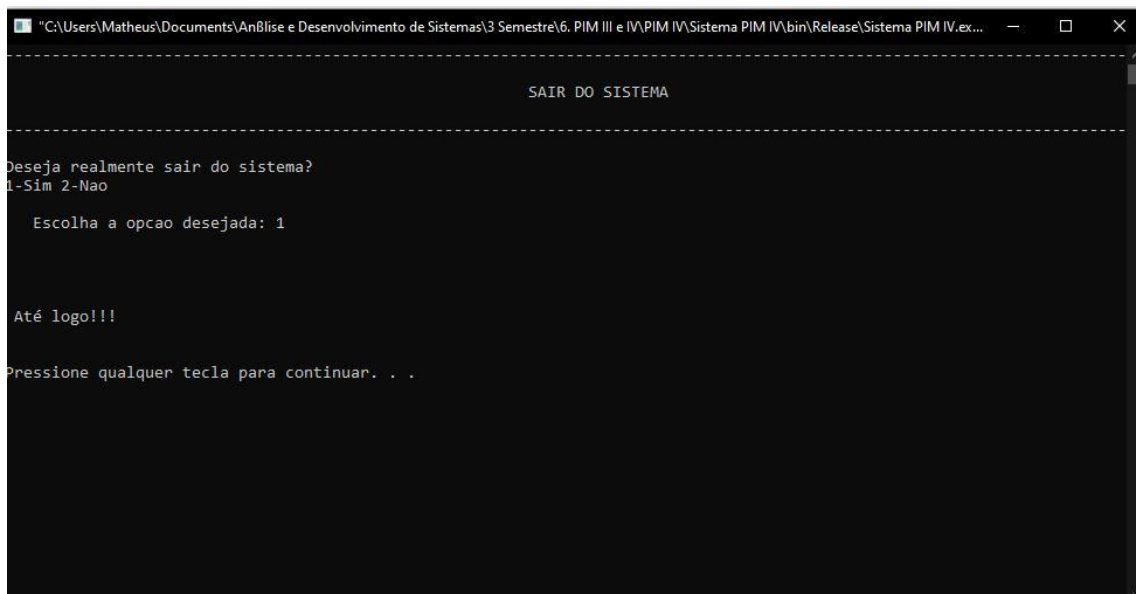 "C:\Users\Matheus\Documents\Anßlise e Desenvolvimento de Sistemas\3 Semestre\6. PIM III e IV\PIM IV\Sistema PIM IV\bin\Release\Sistema PIM IV.ex...
SAIR DO SISTEMA
Deseja realmente sair do sistema?
1-Sim 2-Nao
Escolha a opcao desejada: 1
Até logo!!!
Pressione qualquer tecla para continuar. . .